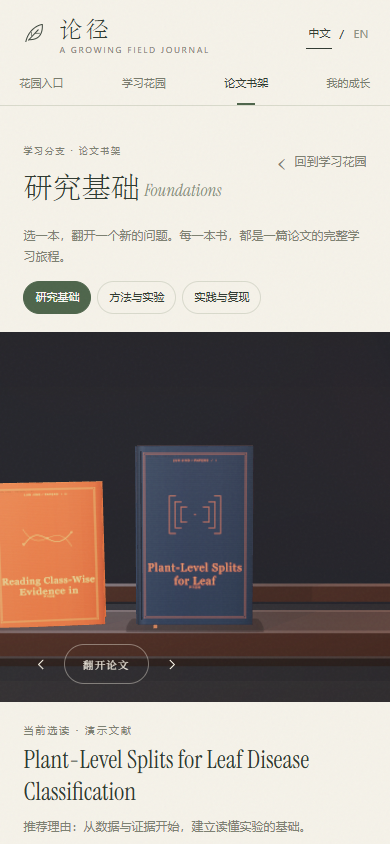 论径
A GROWING FIELD JOURNAL
中文 / EN
花园入口 学习花园 论文书架 我的成长
学习分支 · 论文书架
回到学习花园
研究基础 Foundations
选一本，翻开一个新的问题。每一本书，都是一篇论文的完整学
习旅程。
研究基础 方法与实验 实践与复现
Reading Class-Wise
Evidence in
Plant-Level Splits
for Leaf
翻开论文
当前选读 · 演示文献
Plant-Level Splits for Leaf Disease
Classification
推荐理由：从数据与证据开始，建立读懂实验的基础。